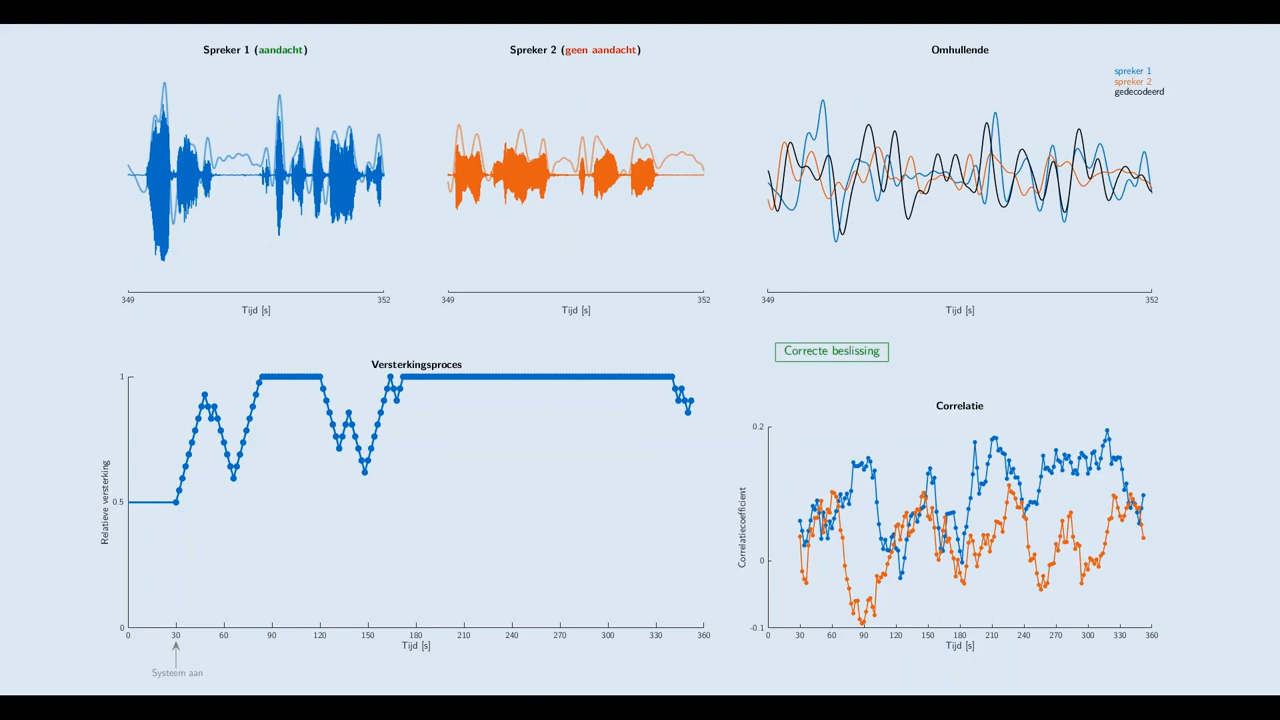 Spreker 1 (aandacht)
Spreker 2 (geen aandacht)
Omhullende
spreker 1
spreker 2
gedecodeerd
349
352
Tijd [s]
349
352
Tijd [s]
349
352
Tijd [s]
Versterkingsproces
Relatieve versterking
1
0.5
0
0
30
60
90
120
150
180
210
240
270
300
330
360
Tijd [s]
Systeem aan
Correcte beslissing
Correlatie
Correlatiecoefficient
0.2
0
-0.1
0
30
60
90
120
150
180
210
240
270
300
330
360
Tijd [s]